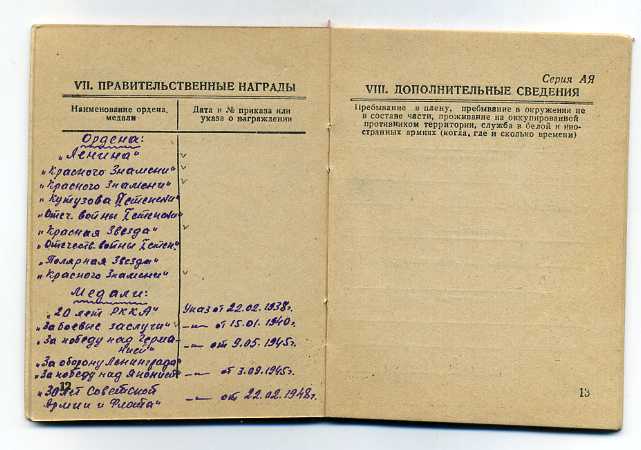 VII. ПРАВИТЕЛЬСТВЕННЫЕ НАГРАДЫ
Наименование ордена, медали
Дата и № приказа или указа о награждении
Ордена:
„Ленина“
„Красного Знамени“
„Красного Знамени“
„Кутузова II степени“
„Отеч. войны I степени“
„Красная Звезда“
„Отечеств. войны I степ.“
„Полярная Звезда“
„Красного Знамени“
Медали:
„20 лет РККА“ Указ от 22.02.1938г.
„За боевые заслуги“ –„– от 15.01.1940г.
„За победу над Германией“ –„– от 9.05.1945г.
„За оборону Ленинграда“
„За победу над Японией“ –„– от 3.09.1945г.
„30 лет Советской
Армии и Флота“ –„– от 22.02.1948г.
12
Серия АЯ
VIII. ДОПОЛНИТЕЛЬНЫЕ СВЕДЕНИЯ
Пребывание в плену, пребывание в окружении не
в составе части, проживание на оккупированной
противником территории, служба в белой и ино-
странных армиях (когда, где и сколько времени)
13